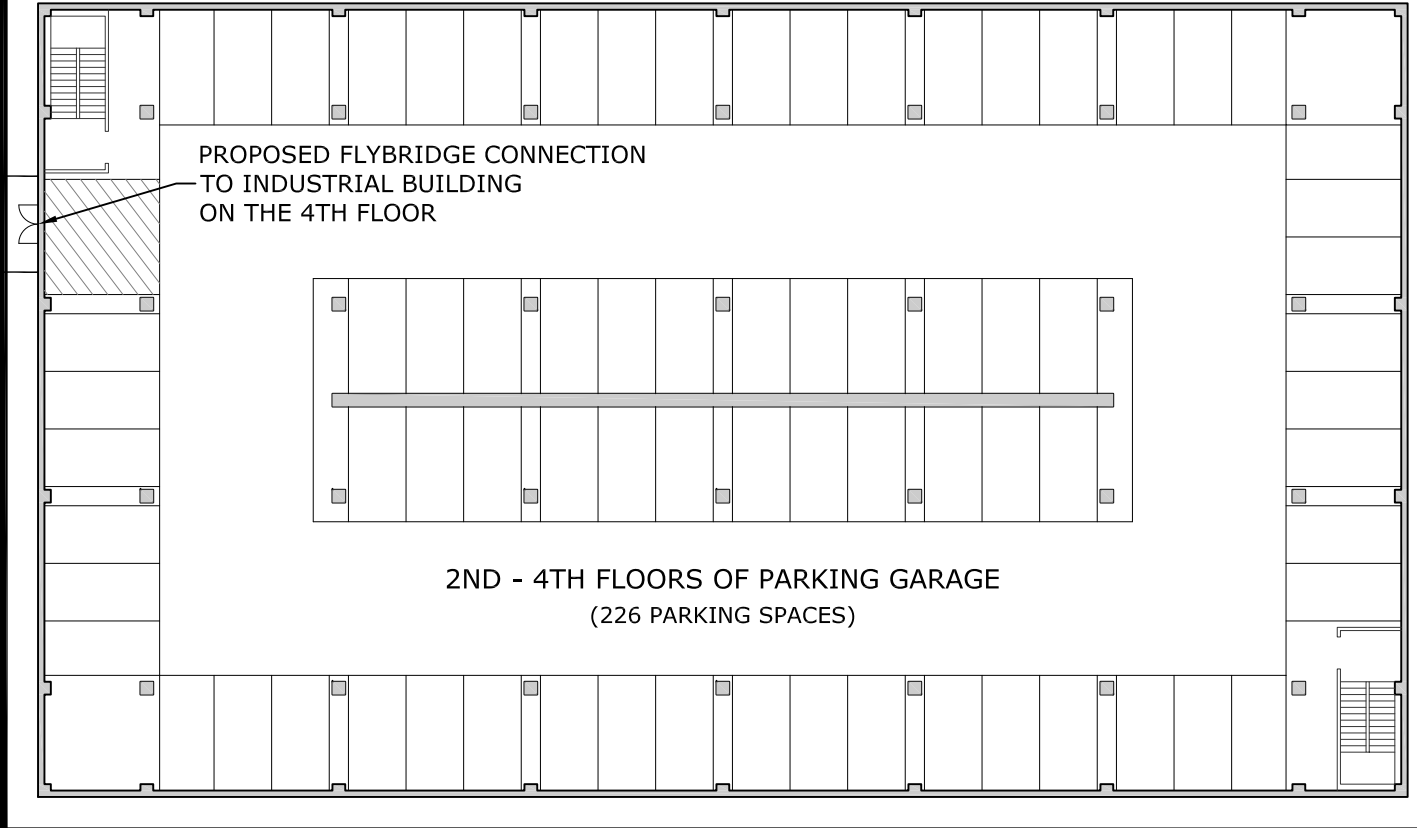 PROPOSED FLYBRIDGE CONNECTION
TO INDUSTRIAL BUILDING
ON THE 4TH FLOOR
2ND - 4TH FLOORS OF PARKING GARAGE
(226 PARKING SPACES)